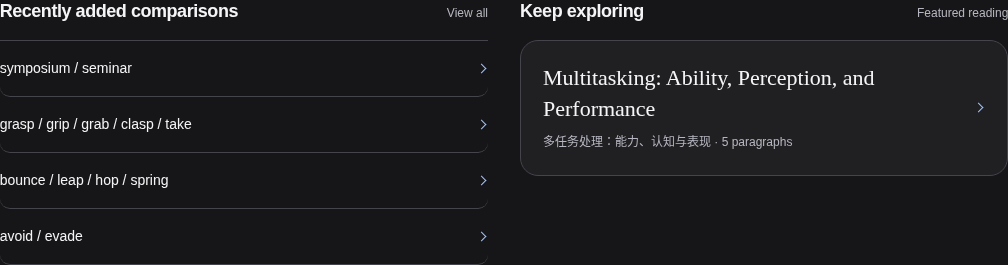 Recently added comparisons
View all
symposium / seminar
grasp / grip / grab / clasp / take
bounce / leap / hop / spring
avoid / evade
Keep exploring
Featured reading
Multitasking: Ability, Perception, and
Performance
多任务处理：能力、认知与表现 · 5 paragraphs